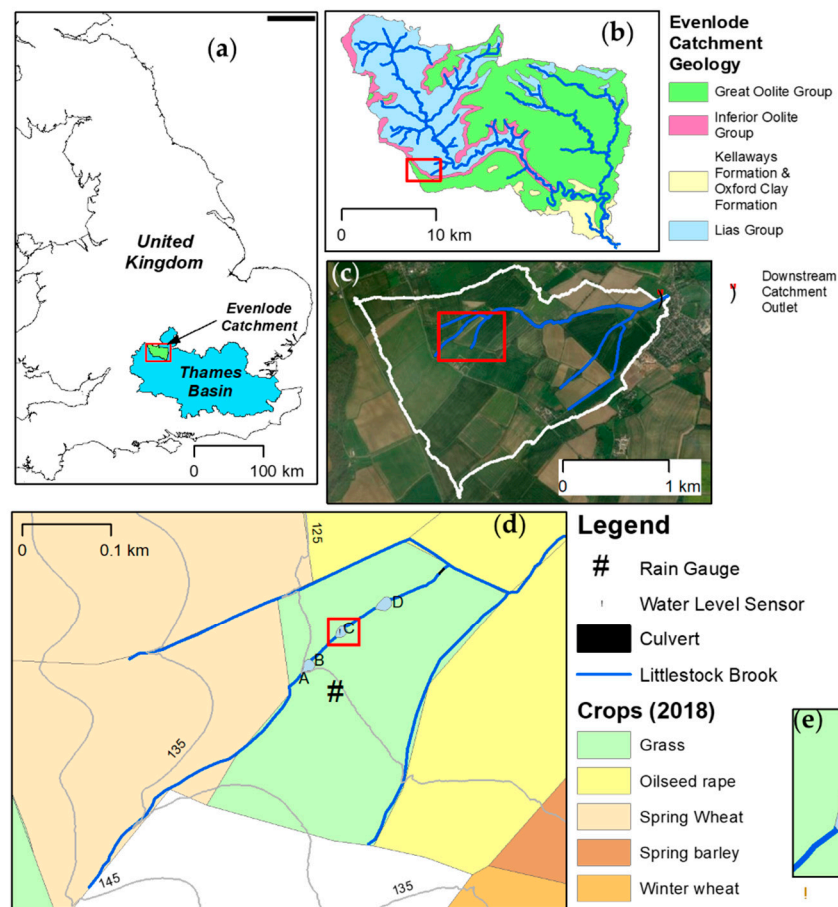 (a)
United
Kingdom
Evenlode
Catchment
Thames
Basin
0 100 km
(b)
0 10 km
Evenlode
Catchment
Geology
Great Oolite Group
Inferior Oolite
Group
Kellaways
Formation &
Oxford Clay
Formation
Lias Group
(c)
0 1 km
Downstream
Catchment
Outlet
(d)
0 0.1 km
125
D
C
B
A
#
135
145
135
Legend
# Rain Gauge
Water Level Sensor
Culvert
Littlestock Brook
Crops (2018)
Grass
Oilseed rape
Spring Wheat
Spring barley
Winter wheat
(e)
!